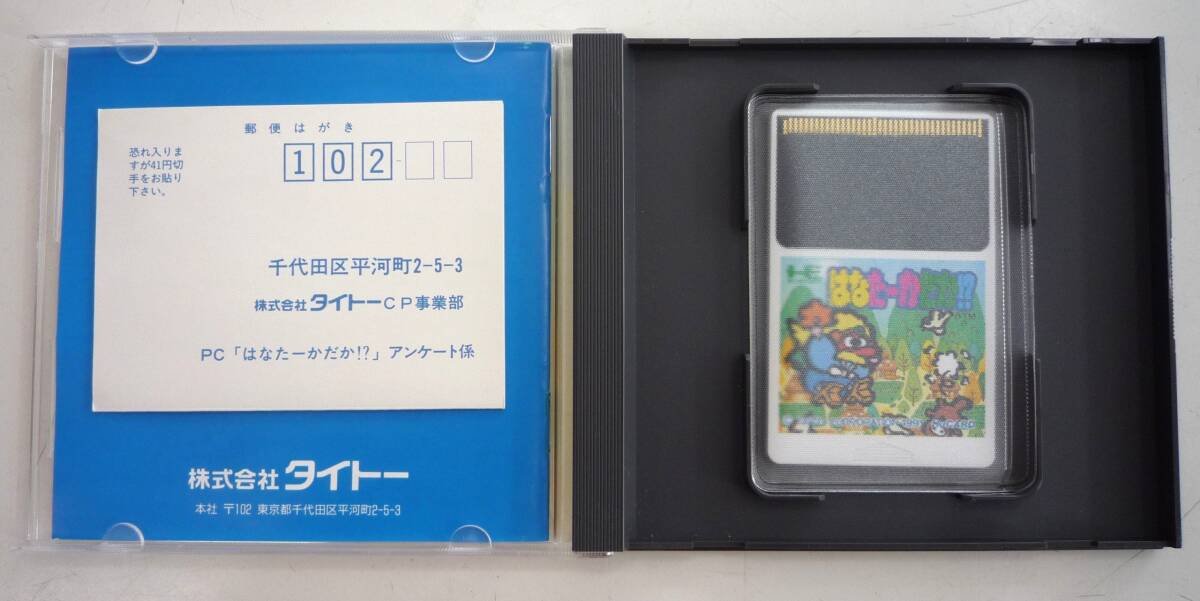 郵便はがき
恐れ入りま
すが41円切
手をお貼り
下さい。
102-
千代田区平河町2-5-3
株式会社タイトーCP事業部
PC「はなたーかだか!?」アンケート係
株式会社タイトー
本社 〒102 東京都千代田区平河町2-5-3
HE
はなたーかだか!?
TM
CORPORATION